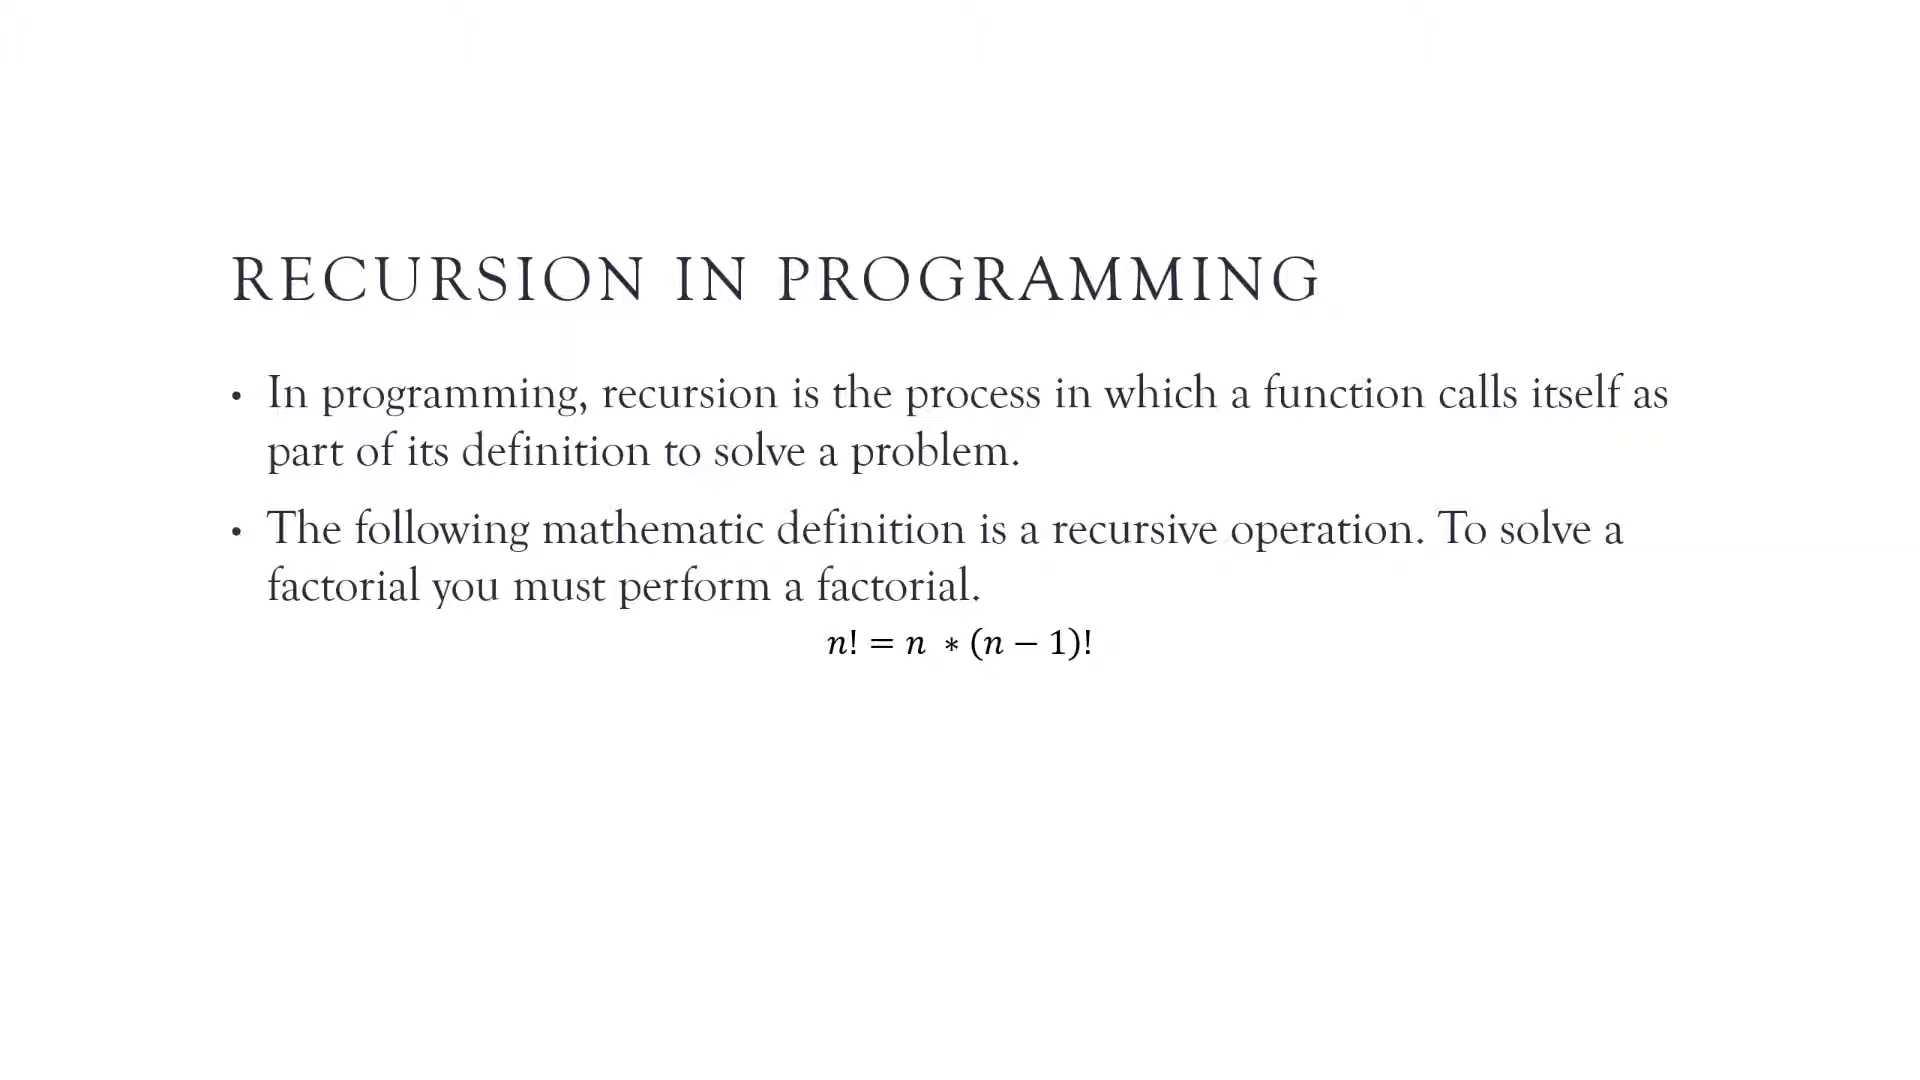 RECURSION IN PROGRAMMING
• In programming, recursion is the process in which a function calls itself as
part of its definition to solve a problem.
• The following mathematic definition is a recursive operation. To solve a
factorial you must perform a factorial.
n! = n * (n − 1)!